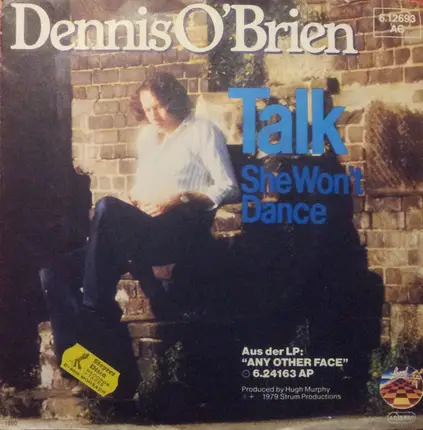 Dennis O'Brien
6.12693
AC
Talk
She Won't
Dance
Aus der LP:
"ANY OTHER FACE"
6.24163 AP
Produced by Hugh Murphy
1979 Strum Productions